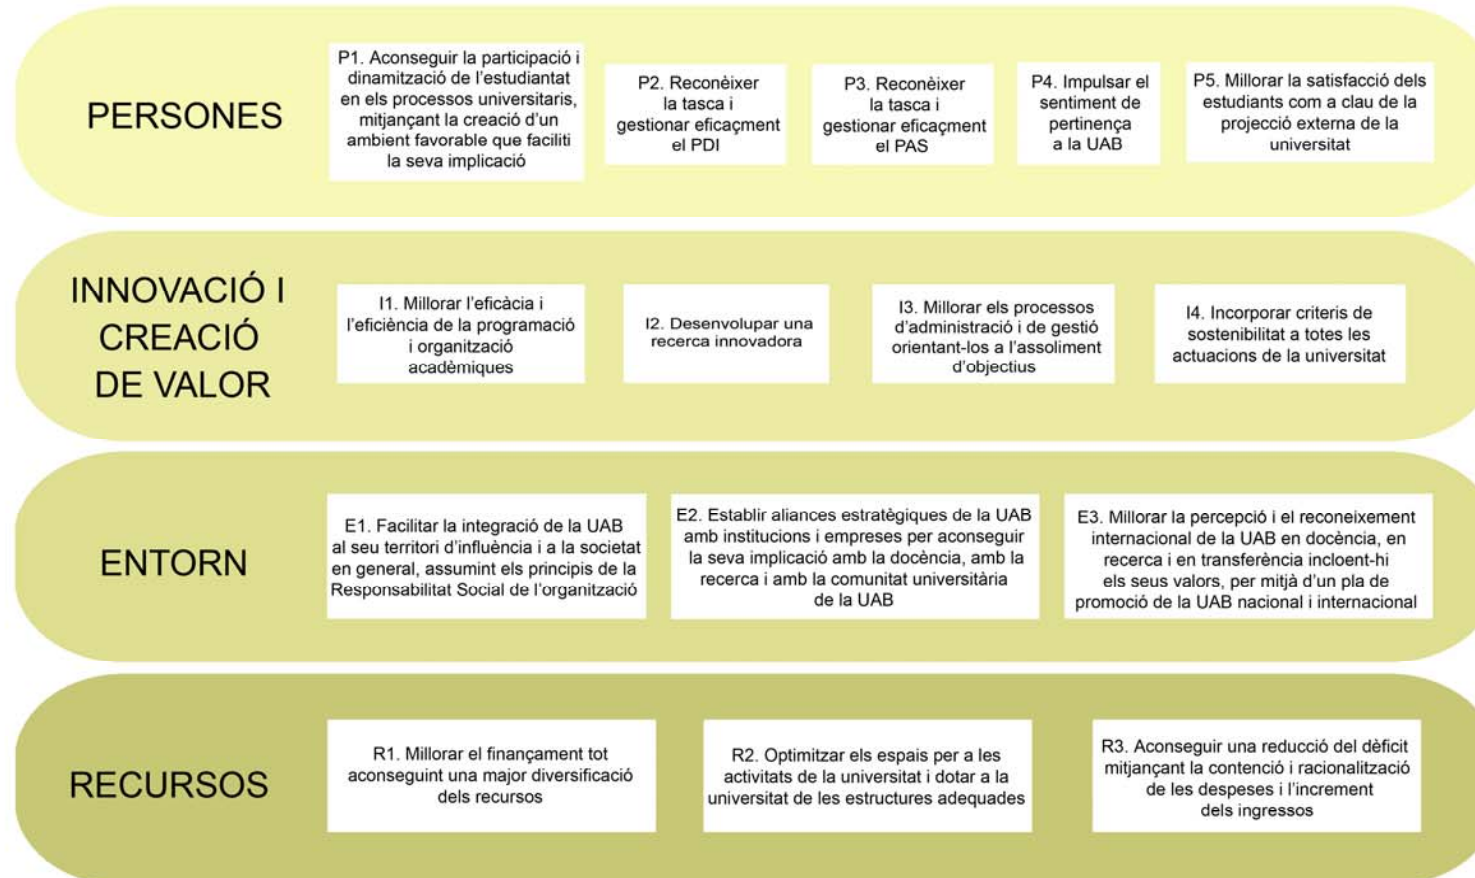 PERSONES
P1. Aconseguir la participació i
dinamització de l'estudiantat
en els processos universitaris,
mitjançant la creació d'un
ambient favorable que faciliti
la seva implicació
P2. Reconèixer
la tasca i
gestionar eficaçment
el PDI
P3. Reconèixer
la tasca i
gestionar eficaçment
el PAS
P4. Impulsar el
sentiment de
pertinença
a la UAB
P5. Millorar la satisfacció dels
estudiants com a clau de la
projecció externa de la
universitat
INNOVACIÓ I
CREACIÓ
DE VALOR
I1. Millorar l'eficàcia i
l'eficiència de la programació
i organització
acadèmiques
I2. Desenvolupar una
recerca innovadora
I3. Millorar els processos
d'administració i de gestió
orientant-los a l'assoliment
d'objectius
I4. Incorporar criteris de
sostenibilitat a totes les
actuacions de la universitat
ENTORN
E1. Facilitar la integració de la UAB
al seu territori d'influència i a la societat
en general, assumint els principis de la
Responsabilitat Social de l'organització
E2. Establir aliances estratègiques de la UAB
amb institucions i empreses per aconseguir
la seva implicació amb la docència, amb la
recerca i amb la comunitat universitària
de la UAB
E3. Millorar la percepció i el reconeixement
internacional de la UAB en docència, en
recerca i en transferència incloent-hi
els seus valors, per mitjà d'un pla de
promoció de la UAB nacional i internacional
RECURSOS
R1. Millorar el finançament tot
aconseguint una major diversificació
dels recursos
R2. Optimitzar els espais per a les
activitats de la universitat i dotar a la
universitat de les estructures adequades
R3. Aconseguir una reducció del dèficit
mitjançant la contenció i racionalització
de les despeses i l'increment
dels ingressos